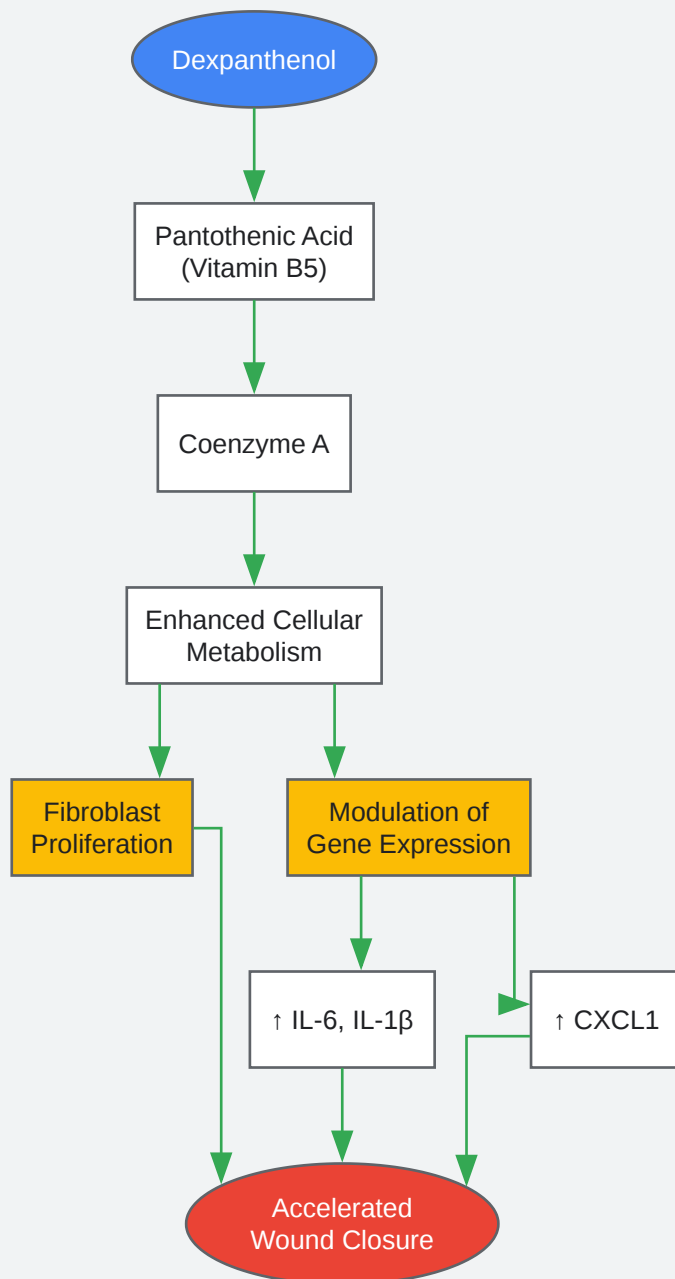 Dexpanthenol
Pantothenic Acid
(Vitamin B5)
Coenzyme A
Enhanced Cellular
Metabolism
Fibroblast
Proliferation
Modulation of
Gene Expression
↑ IL-6, IL-1β
↑ CXCL1
Accelerated
Wound Closure